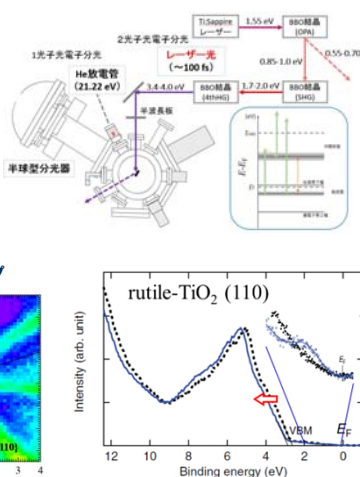 Ti:Sappire
レーザー
1.55 eV
BBO結晶
(OPA)
2光子光電子分光
レーザー光
(～100 fs)
0.85-1.0 eV
0.55-0.70
1光子光電子分光
He放電管
(21.22 eV)
3.4-4.0 eV
BBO結晶
(4thHG)
1.7-2.0 eV
BBO結晶
(SHG)
半波長板
半球型分光器
E-E_F
rutile-TiO₂ (110)
Intensity (arb. unit)
VBM
E_F
12 10 8 6 4 2 0
Binding energy (eV)
3 4